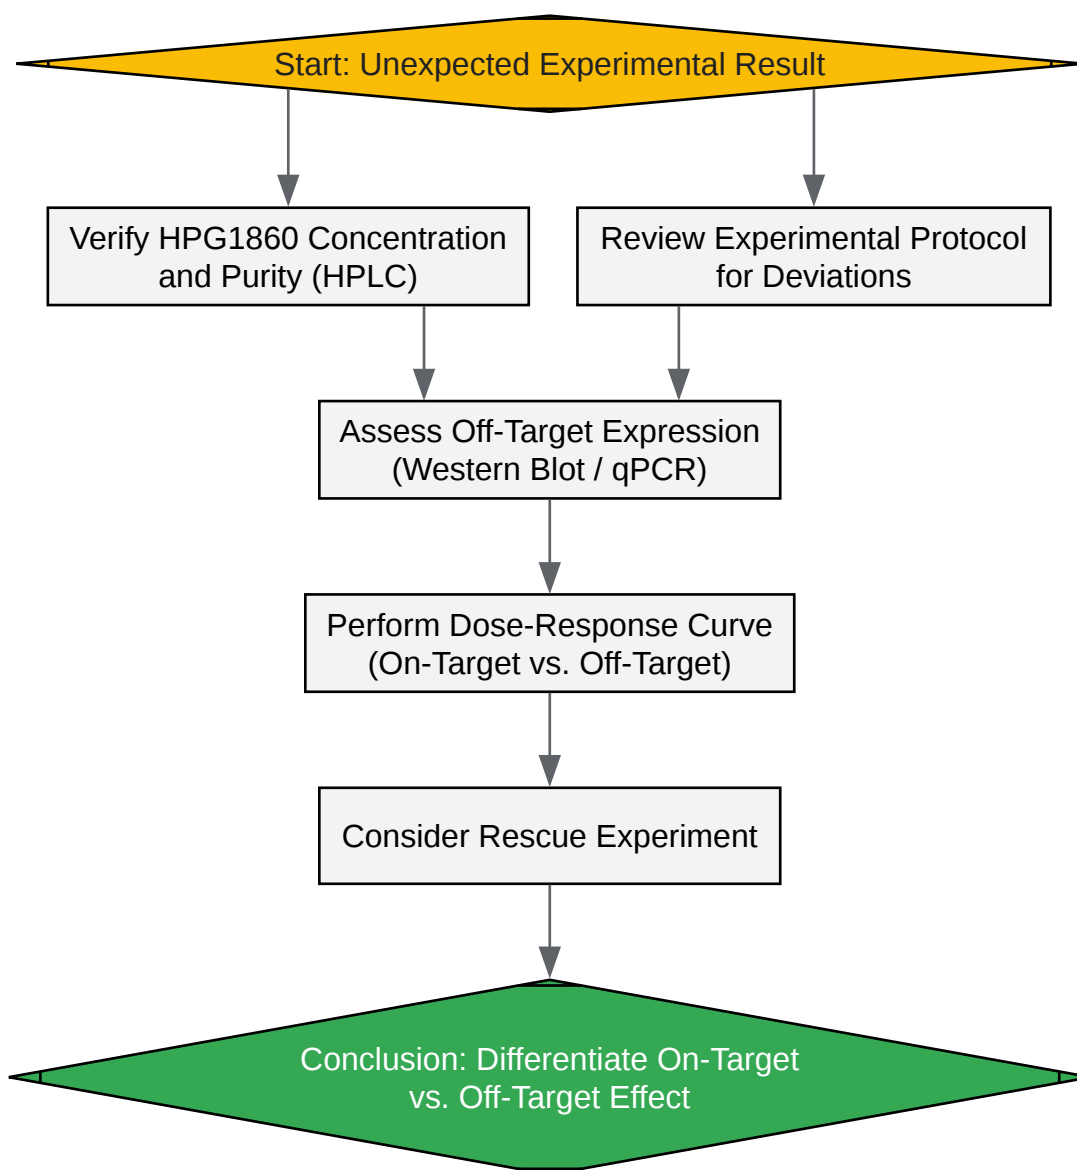 Start: Unexpected Experimental Result
Verify HPG1860 Concentration
and Purity (HPLC)
Review Experimental Protocol
for Deviations
Assess Off-Target Expression
(Western Blot / qPCR)
Perform Dose-Response Curve
(On-Target vs. Off-Target)
Consider Rescue Experiment
Conclusion: Differentiate On-Target
vs. Off-Target Effect